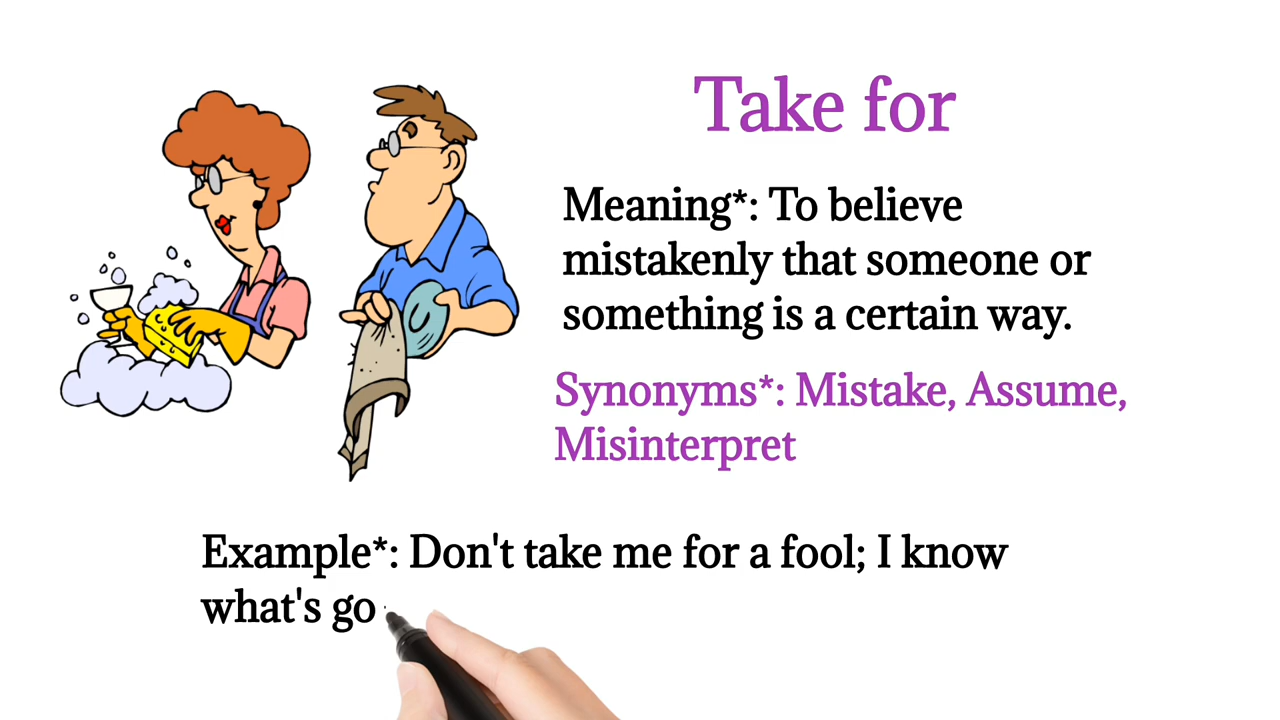 Take for
Meaning*: To believe
mistakenly that someone or
something is a certain way.
Synonyms*: Mistake, Assume,
Misinterpret
Example*: Don't take me for a fool; I know
what's go